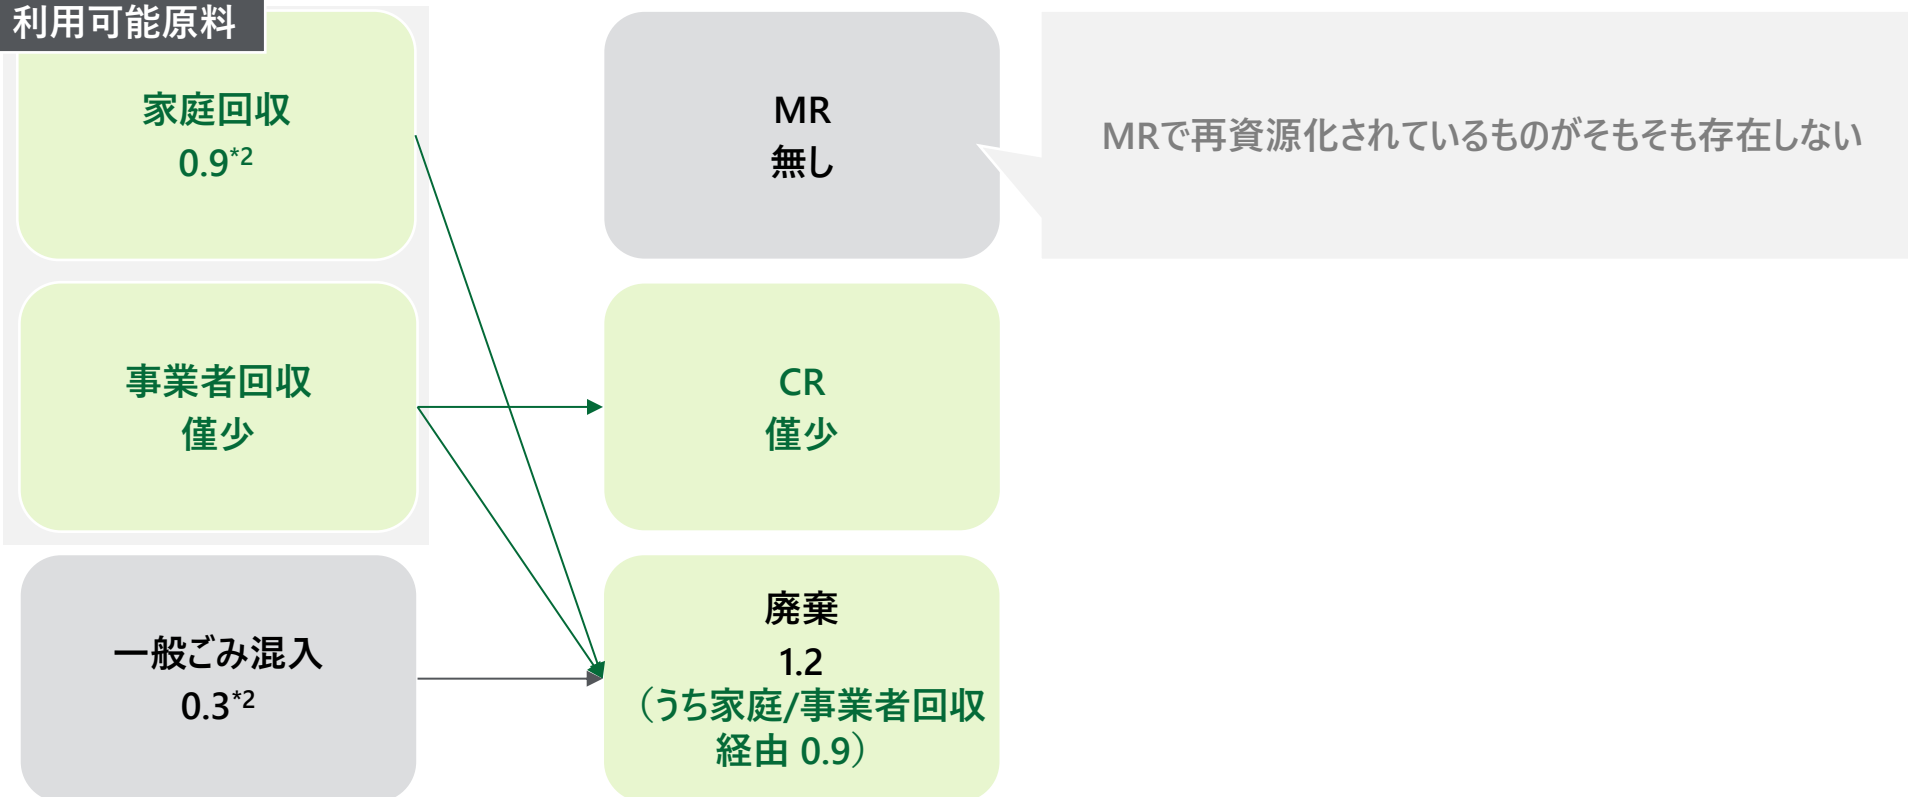 利用可能原料
家庭回収
0.9*2
事業者回収
僅少
一般ごみ混入
0.3*2
MR
無し
CR
僅少
廃棄
1.2
（うち家庭/事業者回収
経由 0.9）
MRで再資源化されているものがそもそも存在しない